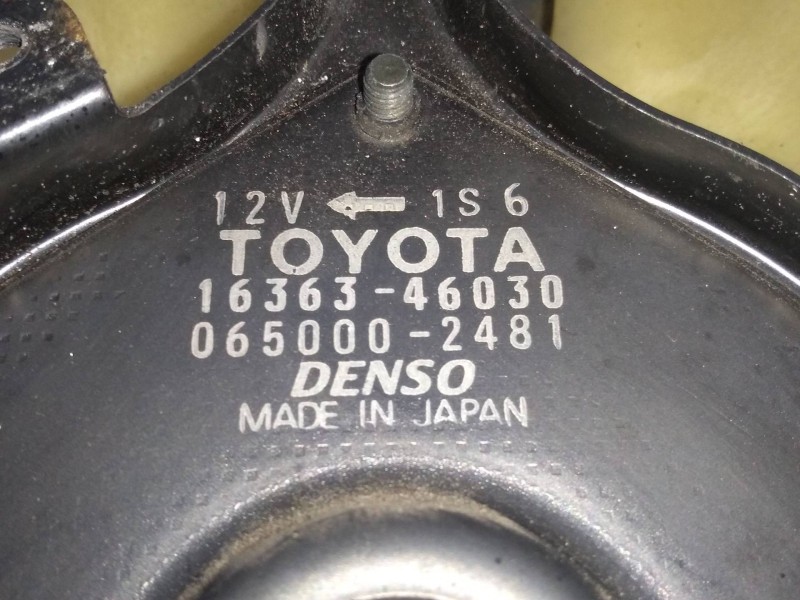 12V ← 1S6
TOYOTA
16363-46030
065000-2481
DENSO
MADE IN JAPAN